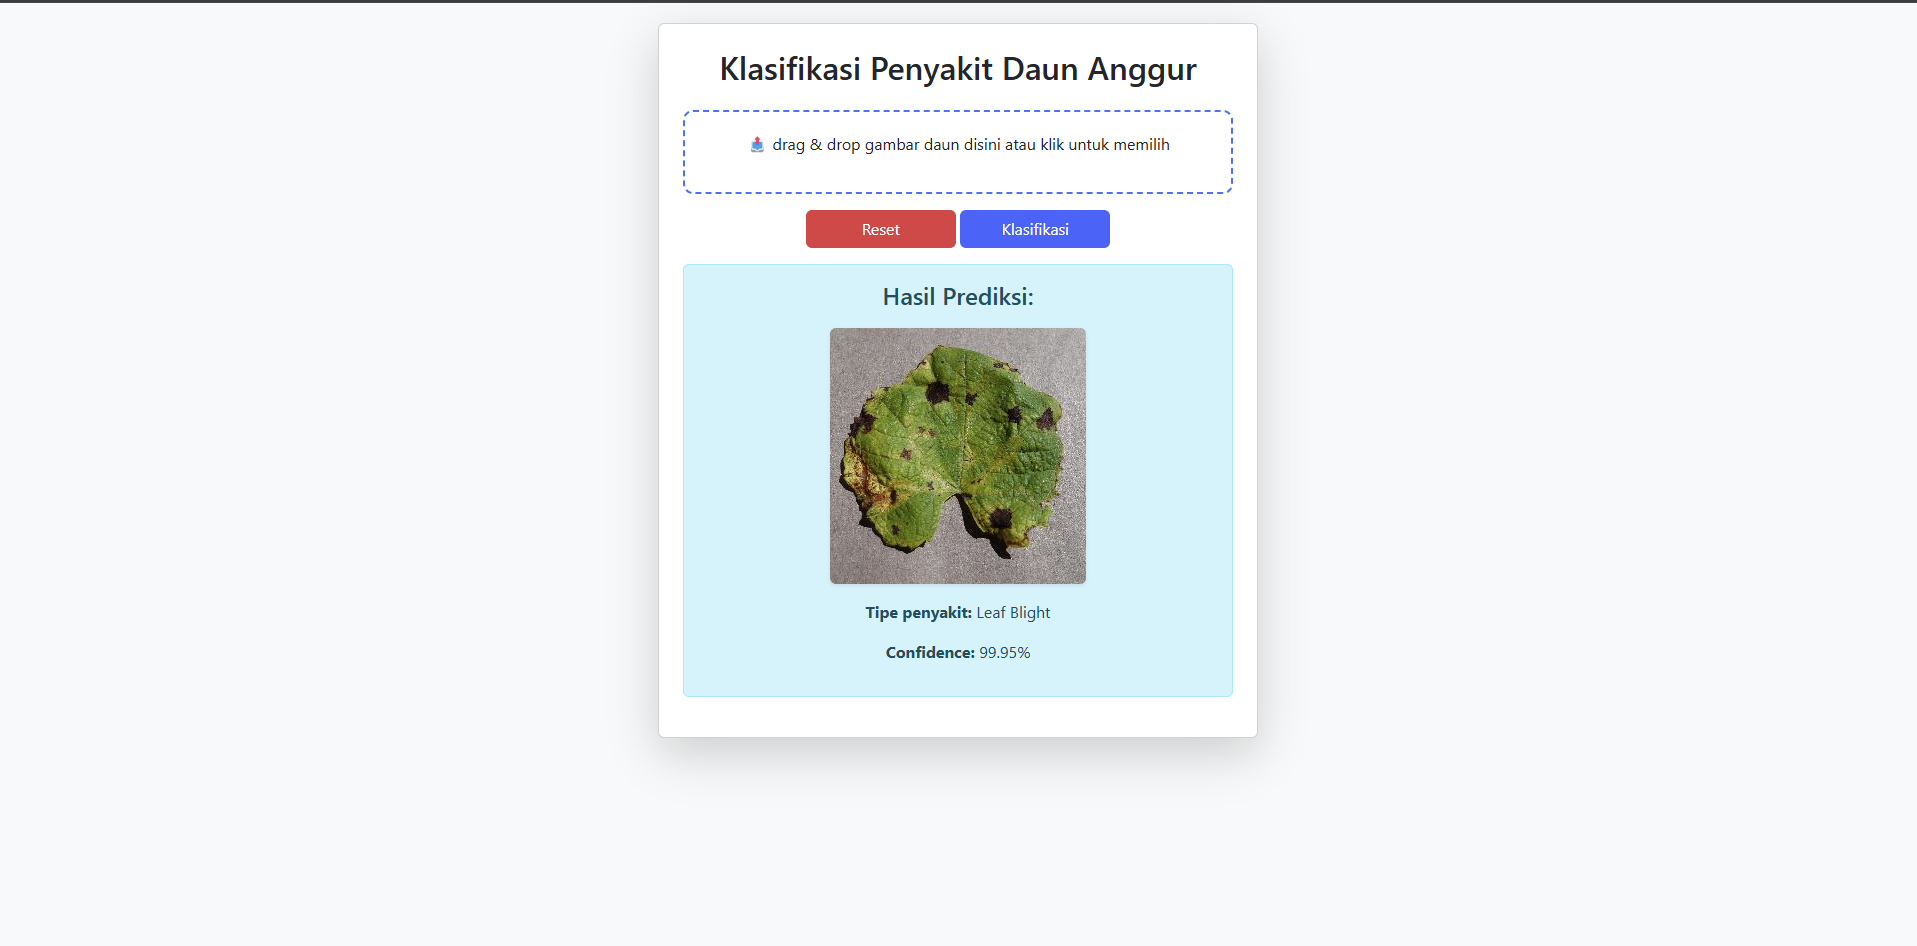 Klasifikasi Penyakit Daun Anggur
📤 drag & drop gambar daun disini atau klik untuk memilih
Reset Klasifikasi
Hasil Prediksi:
Tipe penyakit: Leaf Blight
Confidence: 99.95%